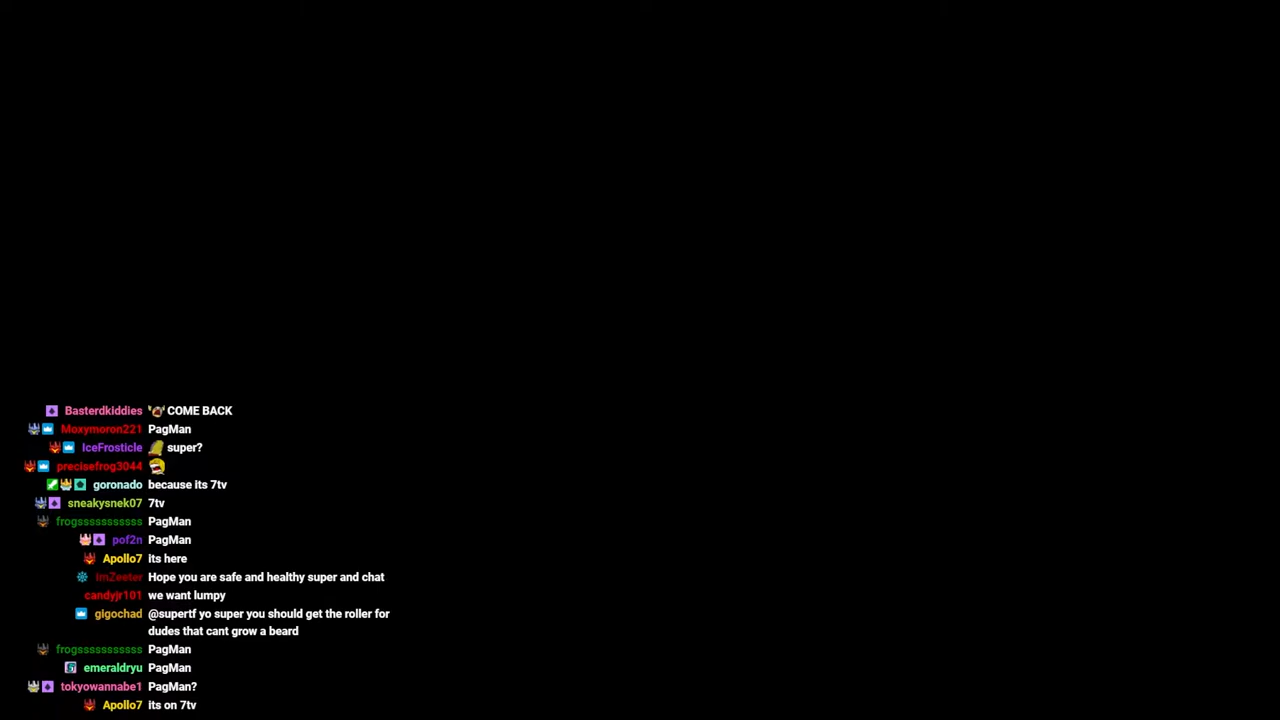 Basterdkiddies COME BACK
Moxymoron221 PagMan
IceFrosticle super?
precisefrog3044
goronado because its 7tv
sneakysnek07 7tv
frogsssssssssss PagMan
pof2n PagMan
Apollo7 its here
ImZeeter Hope you are safe and healthy super and chat
candyjr101 we want lumpy
gigochad @supertf yo super you should get the roller for
dudes that cant grow a beard
frogsssssssssss PagMan
emeraldryu PagMan
tokyowannabe1 PagMan?
Apollo7 its on 7tv